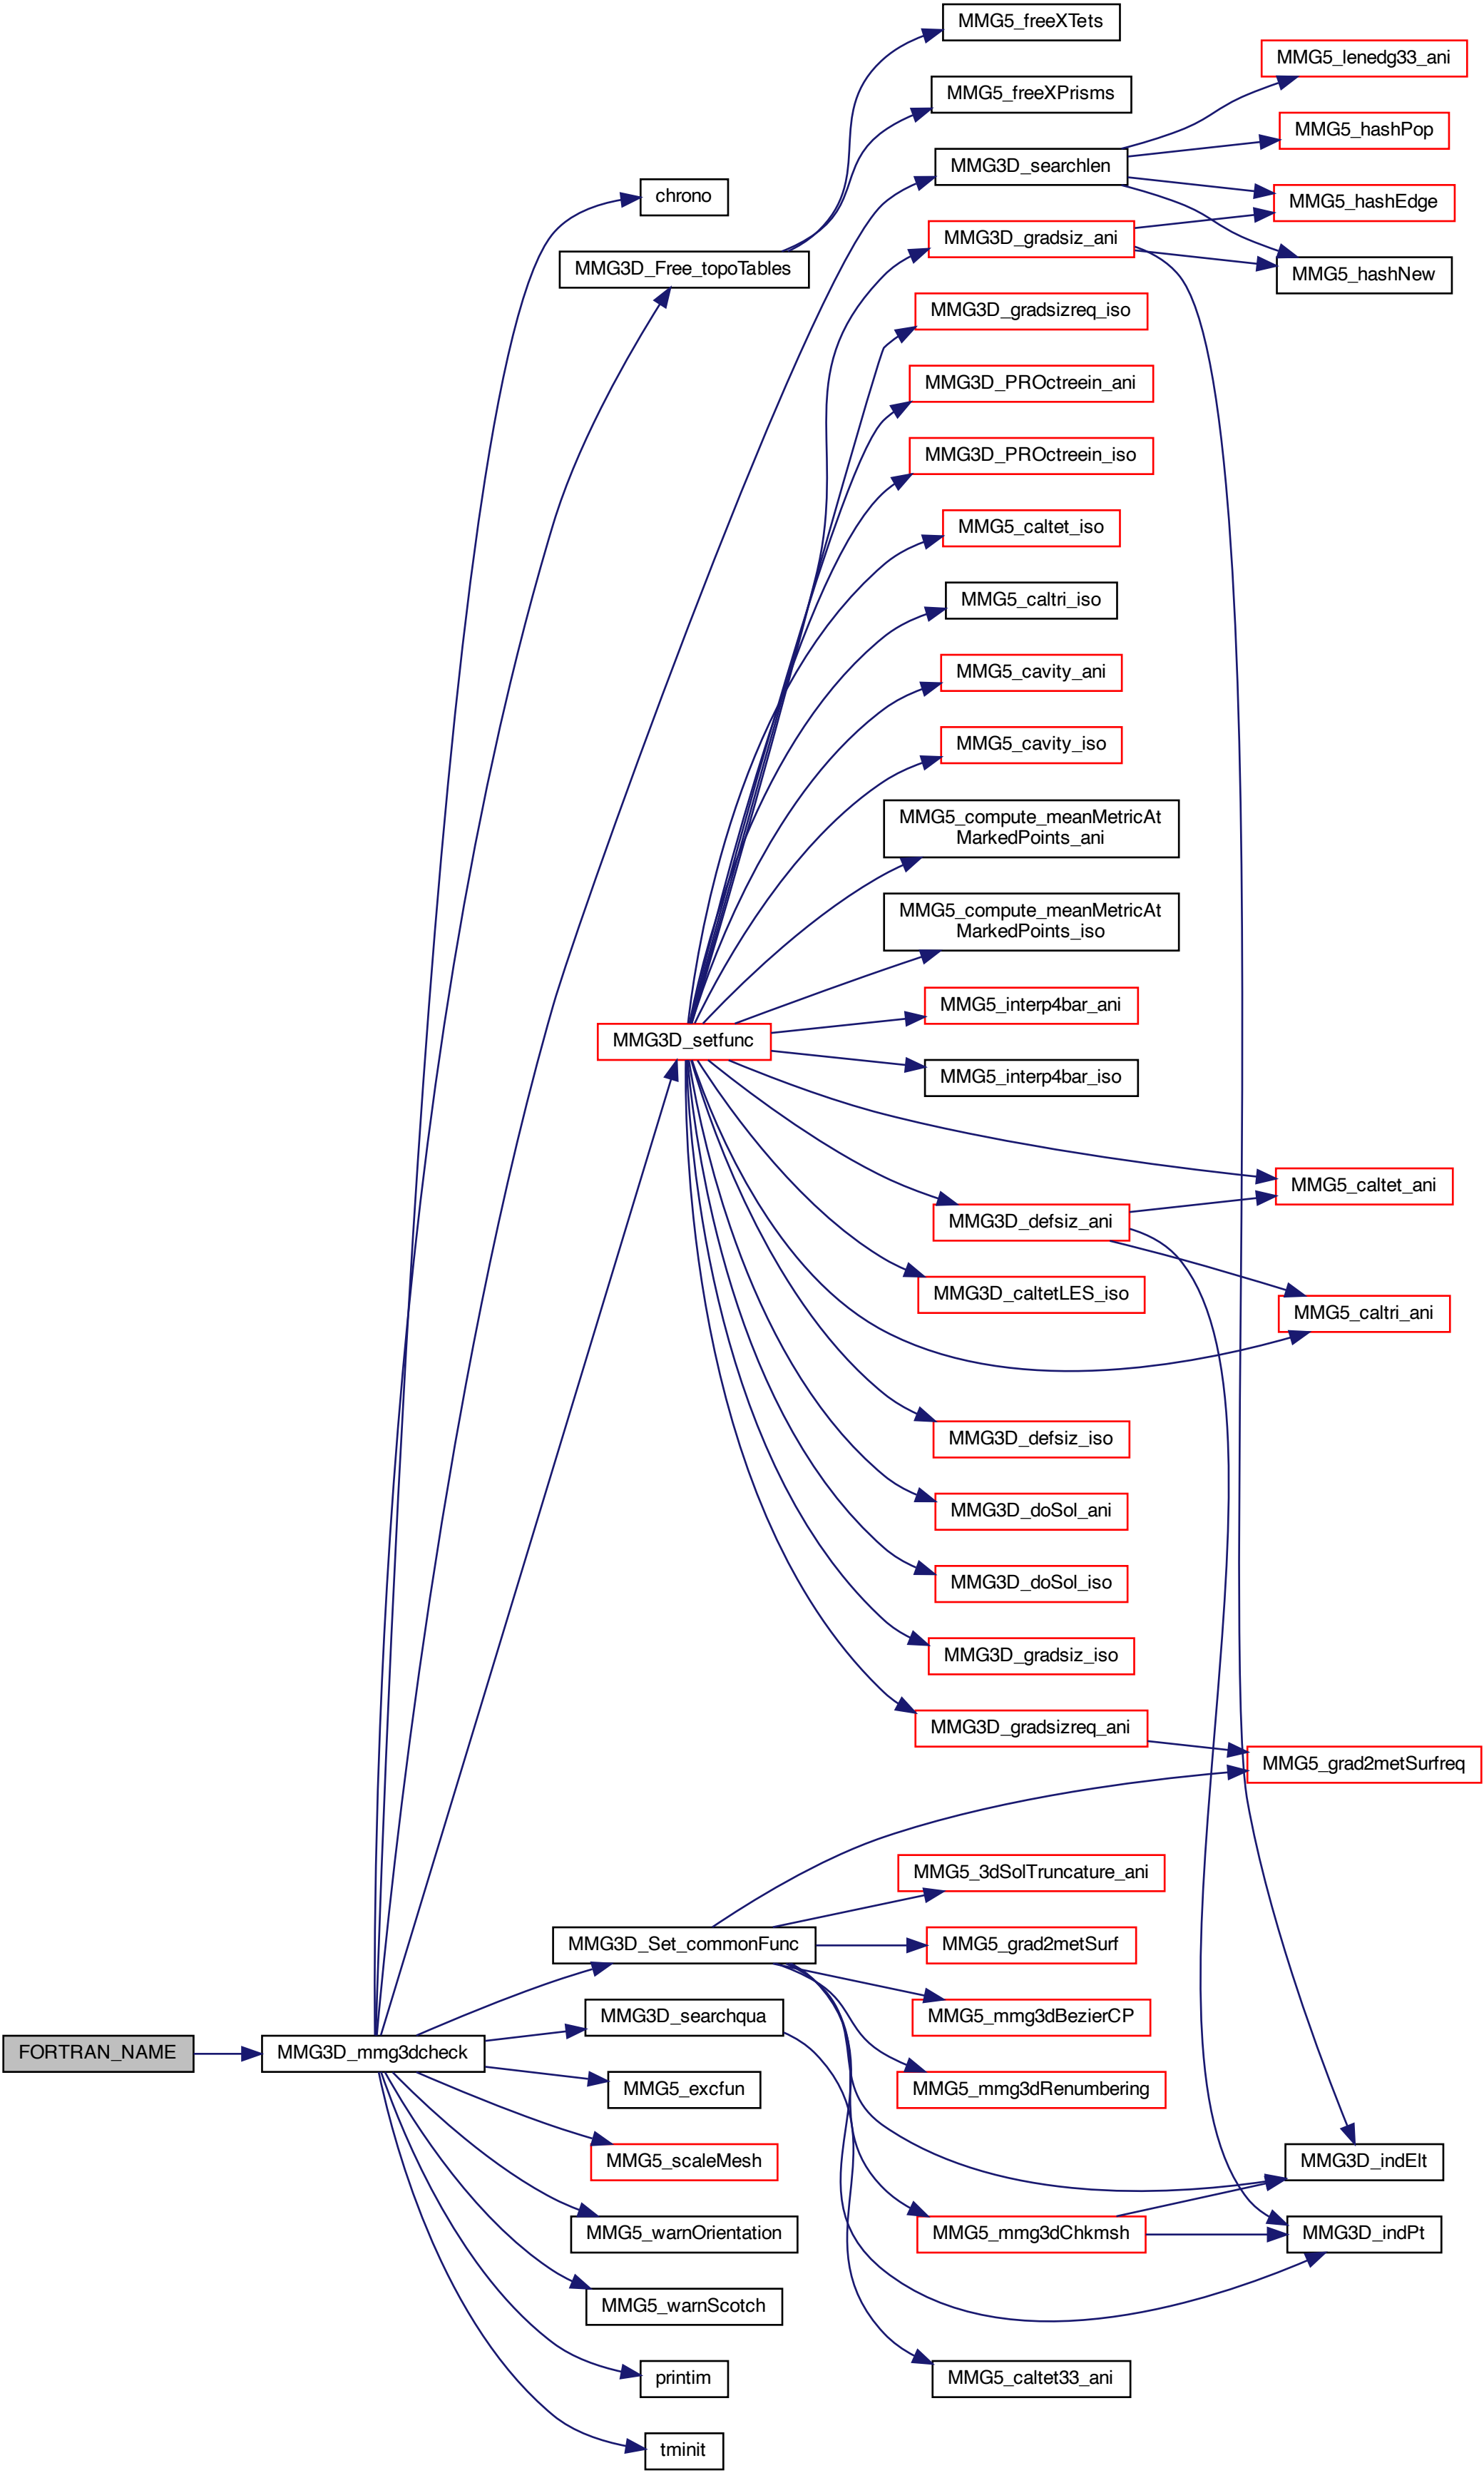 FORTRAN_NAME
MMG3D_mmg3dcheck
chrono
MMG3D_Free_topoTables
MMG3D_setfunc
MMG3D_Set_commonFunc
MMG3D_searchqua
MMG5_excfun
MMG5_scaleMesh
MMG5_warnOrientation
MMG5_warnScotch
printim
tminit
MMG5_freeXTets
MMG5_freeXPrisms
MMG3D_searchlen
MMG3D_gradsiz_ani
MMG3D_gradsizreq_iso
MMG3D_PROctreein_ani
MMG3D_PROctreein_iso
MMG5_caltet_iso
MMG5_caltri_iso
MMG5_cavity_ani
MMG5_cavity_iso
MMG5_compute_meanMetricAt
MarkedPoints_ani
MMG5_compute_meanMetricAt
MarkedPoints_iso
MMG5_interp4bar_ani
MMG5_interp4bar_iso
MMG3D_defsiz_ani
MMG3D_caltetLES_iso
MMG3D_defsiz_iso
MMG3D_doSol_ani
MMG3D_doSol_iso
MMG3D_gradsiz_iso
MMG3D_gradsizreq_ani
MMG5_3dSolTruncature_ani
MMG5_grad2metSurf
MMG5_mmg3dBezierCP
MMG5_mmg3dRenumbering
MMG5_mmg3dChkmsh
MMG5_caltet33_ani
MMG5_lenedg33_ani
MMG5_hashPop
MMG5_hashEdge
MMG5_hashNew
MMG5_caltet_ani
MMG5_caltri_ani
MMG5_grad2metSurfreq
MMG3D_indElt
MMG3D_indPt